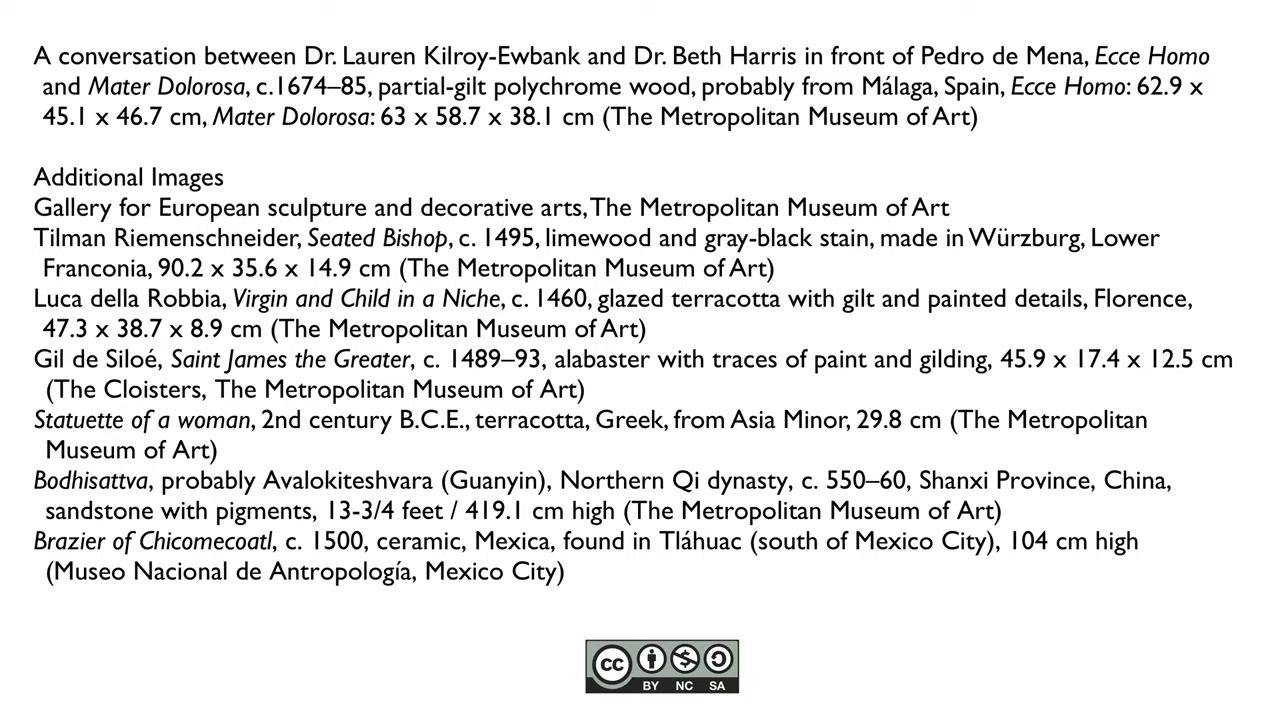 A conversation between Dr. Lauren Kilroy-Ewbank and Dr. Beth Harris in front of Pedro de Mena, Ecce Homo
and Mater Dolorosa, c.1674–85, partial-gilt polychrome wood, probably from Málaga, Spain, Ecce Homo: 62.9 x
45.1 x 46.7 cm, Mater Dolorosa: 63 x 58.7 x 38.1 cm (The Metropolitan Museum of Art)
Additional Images
Gallery for European sculpture and decorative arts, The Metropolitan Museum of Art
Tilman Riemenschneider, Seated Bishop, c. 1495, limewood and gray-black stain, made in Würzburg, Lower
Franconia, 90.2 x 35.6 x 14.9 cm (The Metropolitan Museum of Art)
Luca della Robbia, Virgin and Child in a Niche, c. 1460, glazed terracotta with gilt and painted details, Florence,
47.3 x 38.7 x 8.9 cm (The Metropolitan Museum of Art)
Gil de Siloé, Saint James the Greater, c. 1489–93, alabaster with traces of paint and gilding, 45.9 x 17.4 x 12.5 cm
(The Cloisters, The Metropolitan Museum of Art)
Statuette of a woman, 2nd century B.C.E., terracotta, Greek, from Asia Minor, 29.8 cm (The Metropolitan
Museum of Art)
Bodhisattva, probably Avalokiteshvara (Guanyin), Northern Qi dynasty, c. 550–60, Shanxi Province, China,
sandstone with pigments, 13-3/4 feet / 419.1 cm high (The Metropolitan Museum of Art)
Brazier of Chicomecoatl, c. 1500, ceramic, Mexica, found in Tláhuac (south of Mexico City), 104 cm high
(Museo Nacional de Antropología, Mexico City)
cc
BY NC SA